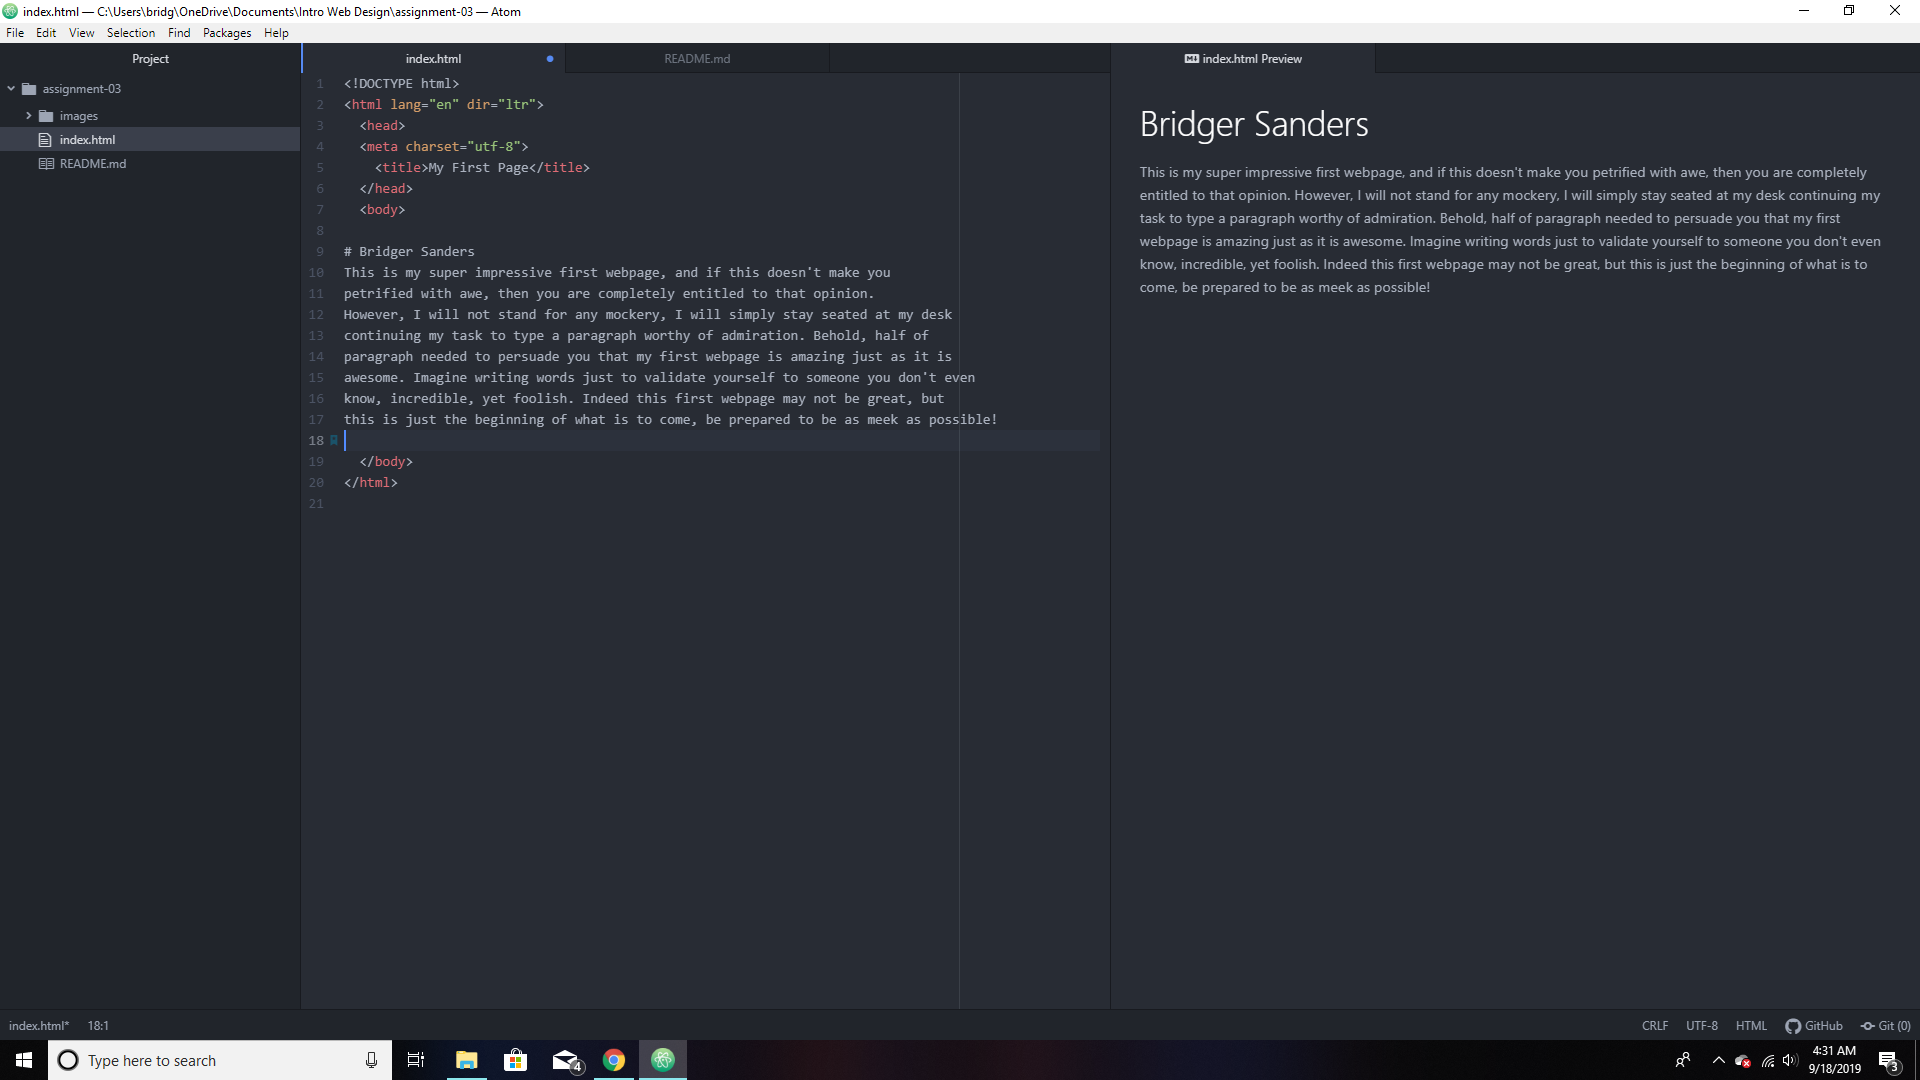 index.html — C:\Users\bridg\OneDrive\Documents\Intro Web Design\assignment-03 — Atom
File Edit View Selection Find Packages Help
Project
assignment-03
images
index.html
README.md
index.html README.md
1 <!DOCTYPE html>
2 <html lang="en" dir="ltr">
3 <head>
4 <meta charset="utf-8">
5 <title>My First Page</title>
6 </head>
7 <body>
8
9 # Bridger Sanders
10 This is my super impressive first webpage, and if this doesn't make you
11 petrified with awe, then you are completely entitled to that opinion.
12 However, I will not stand for any mockery, I will simply stay seated at my desk
13 continuing my task to type a paragraph worthy of admiration. Behold, half of
14 paragraph needed to persuade you that my first webpage is amazing just as it is
15 awesome. Imagine writing words just to validate yourself to someone you don't even
16 know, incredible, yet foolish. Indeed this first webpage may not be great, but
17 this is just the beginning of what is to come, be prepared to be as meek as possible!
18
19 </body>
20 </html>
21
index.html Preview
Bridger Sanders
This is my super impressive first webpage, and if this doesn't make you petrified with awe, then you are completely
entitled to that opinion. However, I will not stand for any mockery, I will simply stay seated at my desk continuing my
task to type a paragraph worthy of admiration. Behold, half of paragraph needed to persuade you that my first
webpage is amazing just as it is awesome. Imagine writing words just to validate yourself to someone you don't even
know, incredible, yet foolish. Indeed this first webpage may not be great, but this is just the beginning of what is to
come, be prepared to be as meek as possible!
index.html* 18:1
CRLF UTF-8 HTML GitHub Git (0)
Type here to search
4
4:31 AM
9/18/2019
3